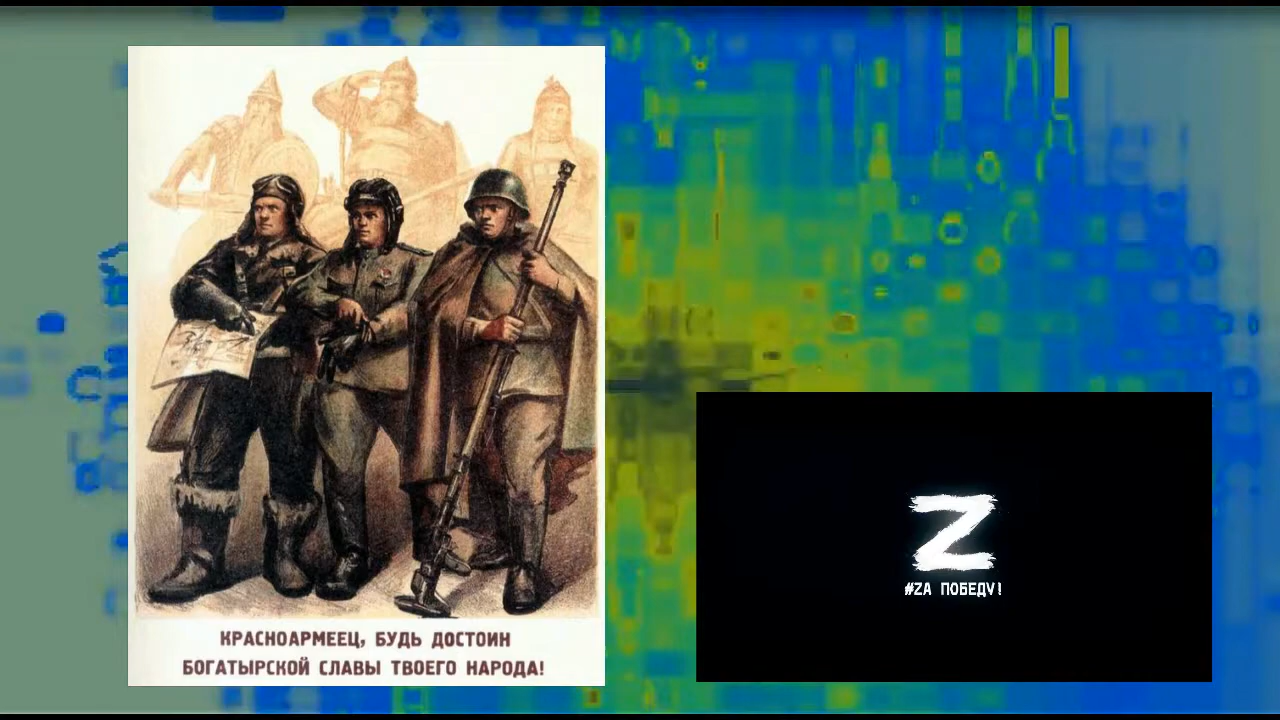 КРАСНОАРМЕЕЦ, БУДЬ ДОСТОИН
БОГАТЫРСКОЙ СЛАВЫ ТВОЕГО НАРОДА!
Z
#ZA ПОБЕДУ!